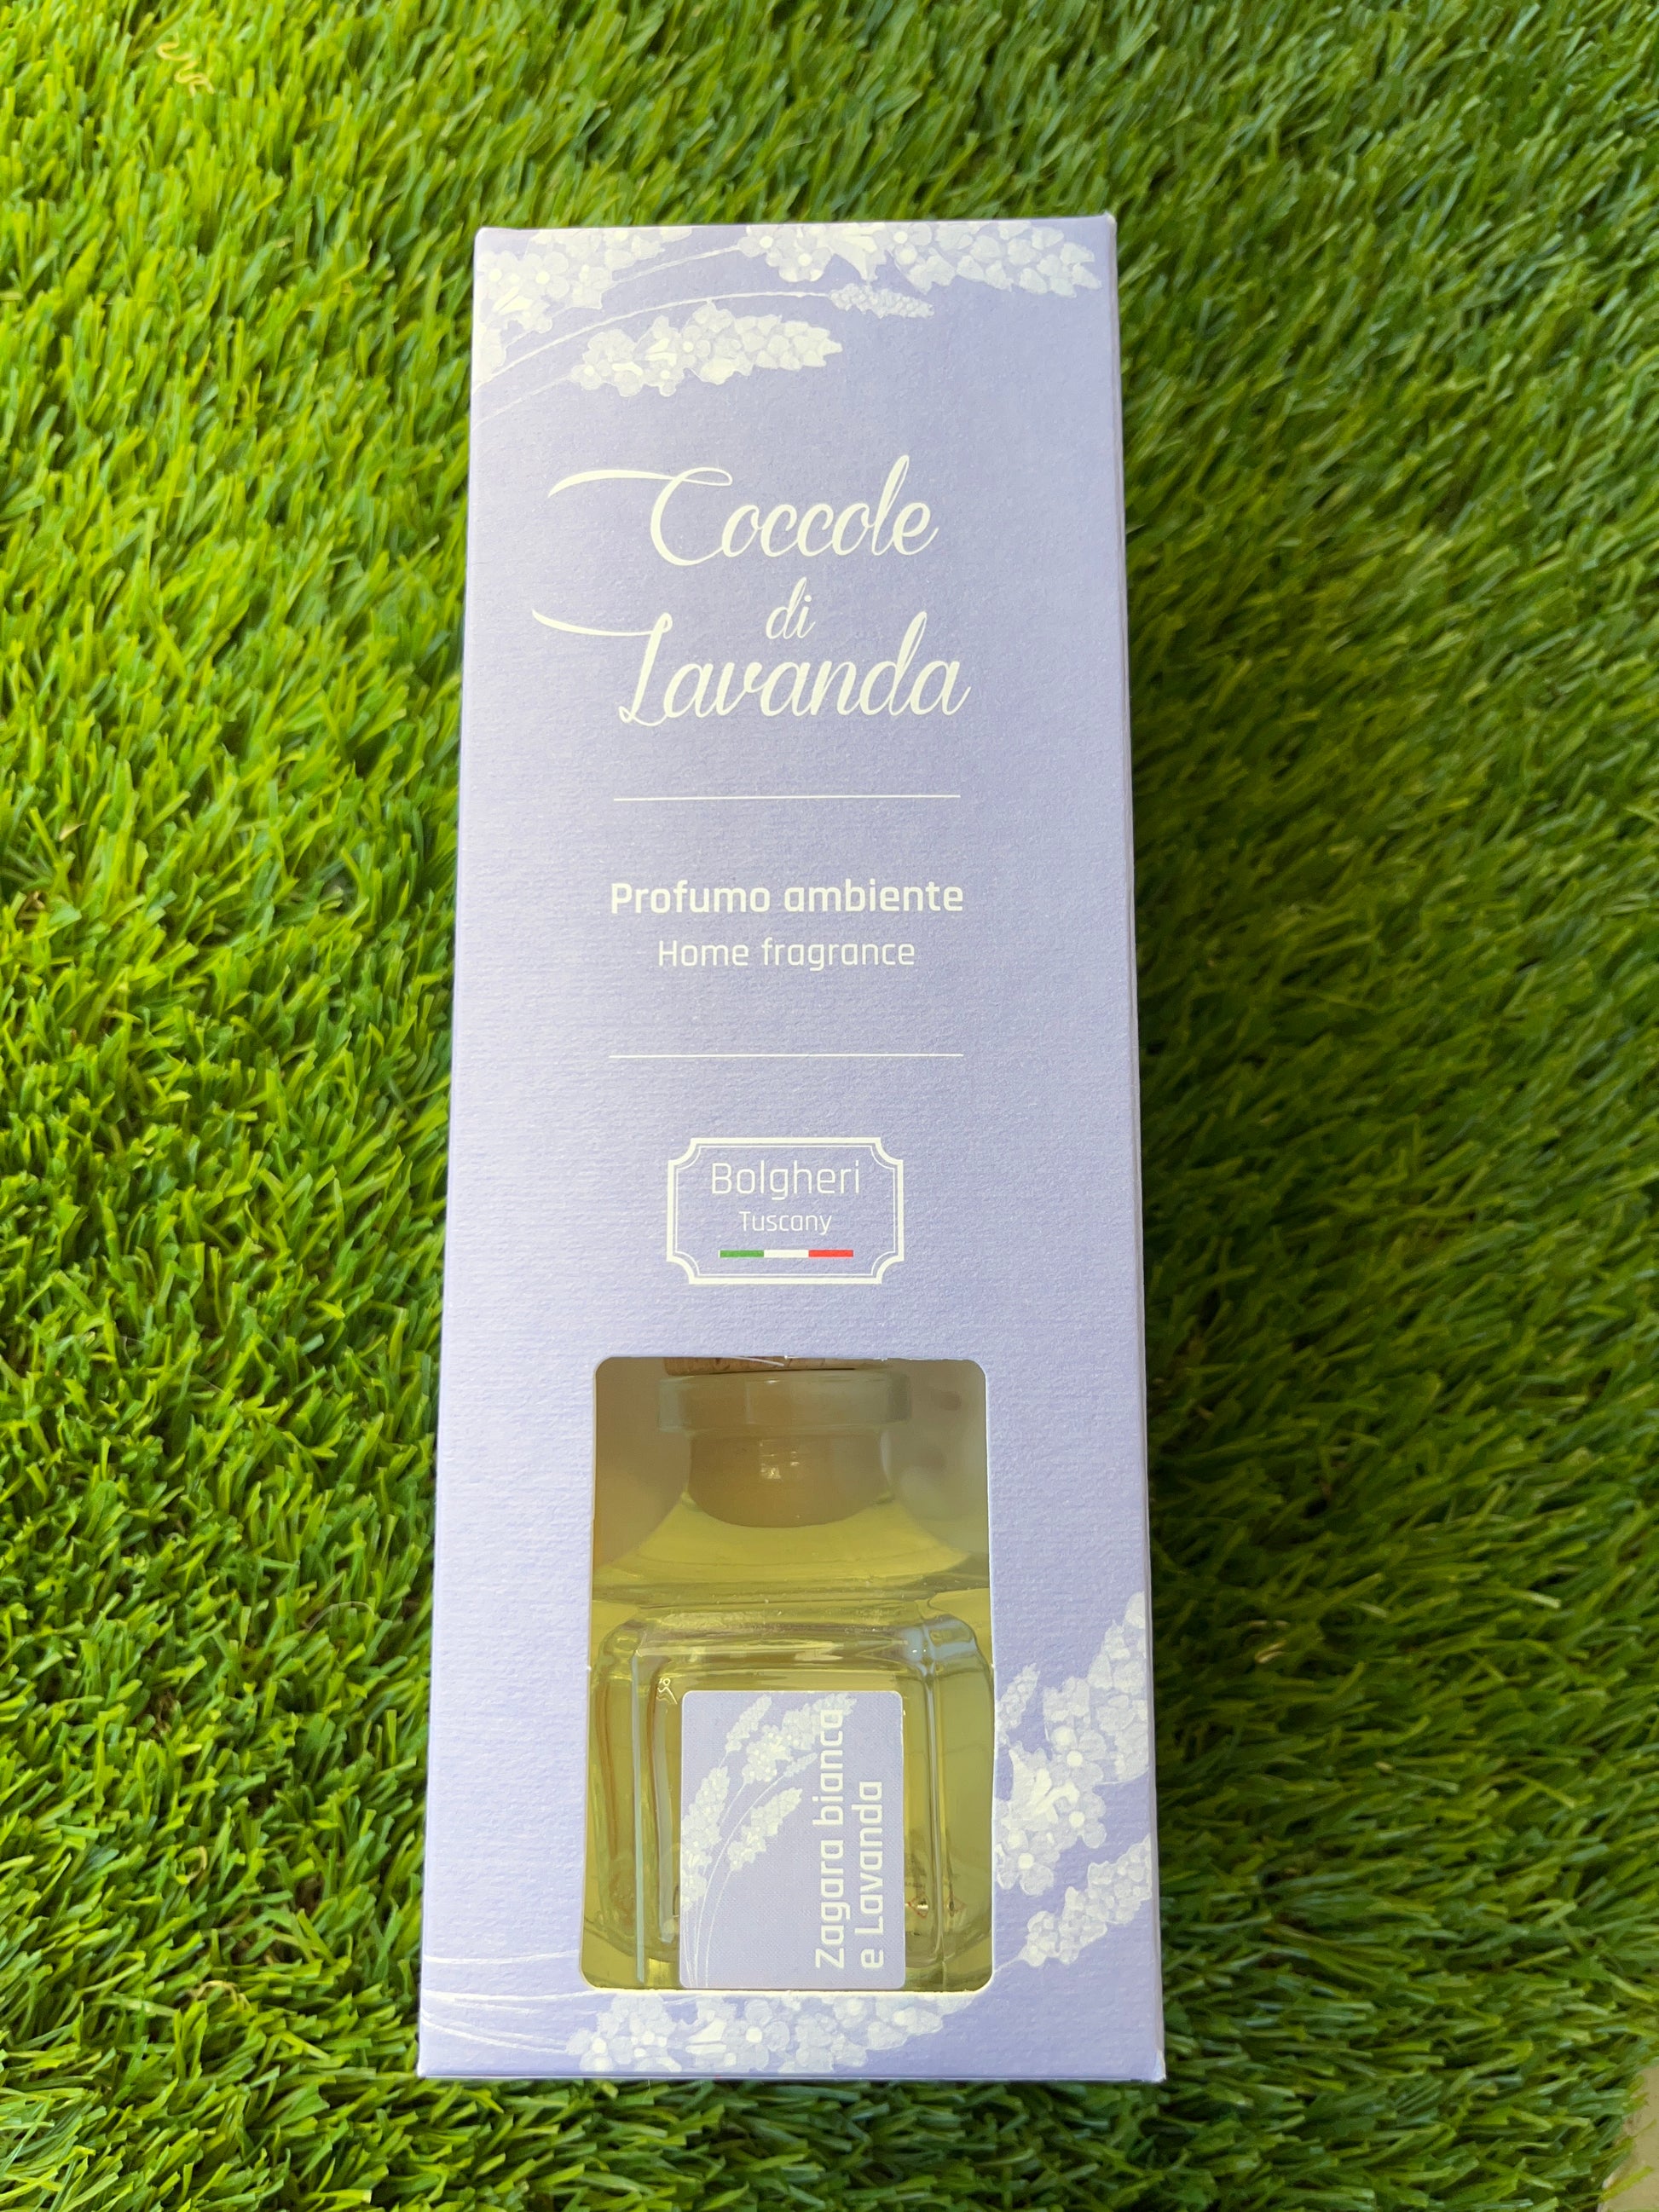 Coccole
di
Lavanda
Profumo ambiente
Home fragrance
Bolgheri
Tuscany
Zagara bianca
e Lavanda